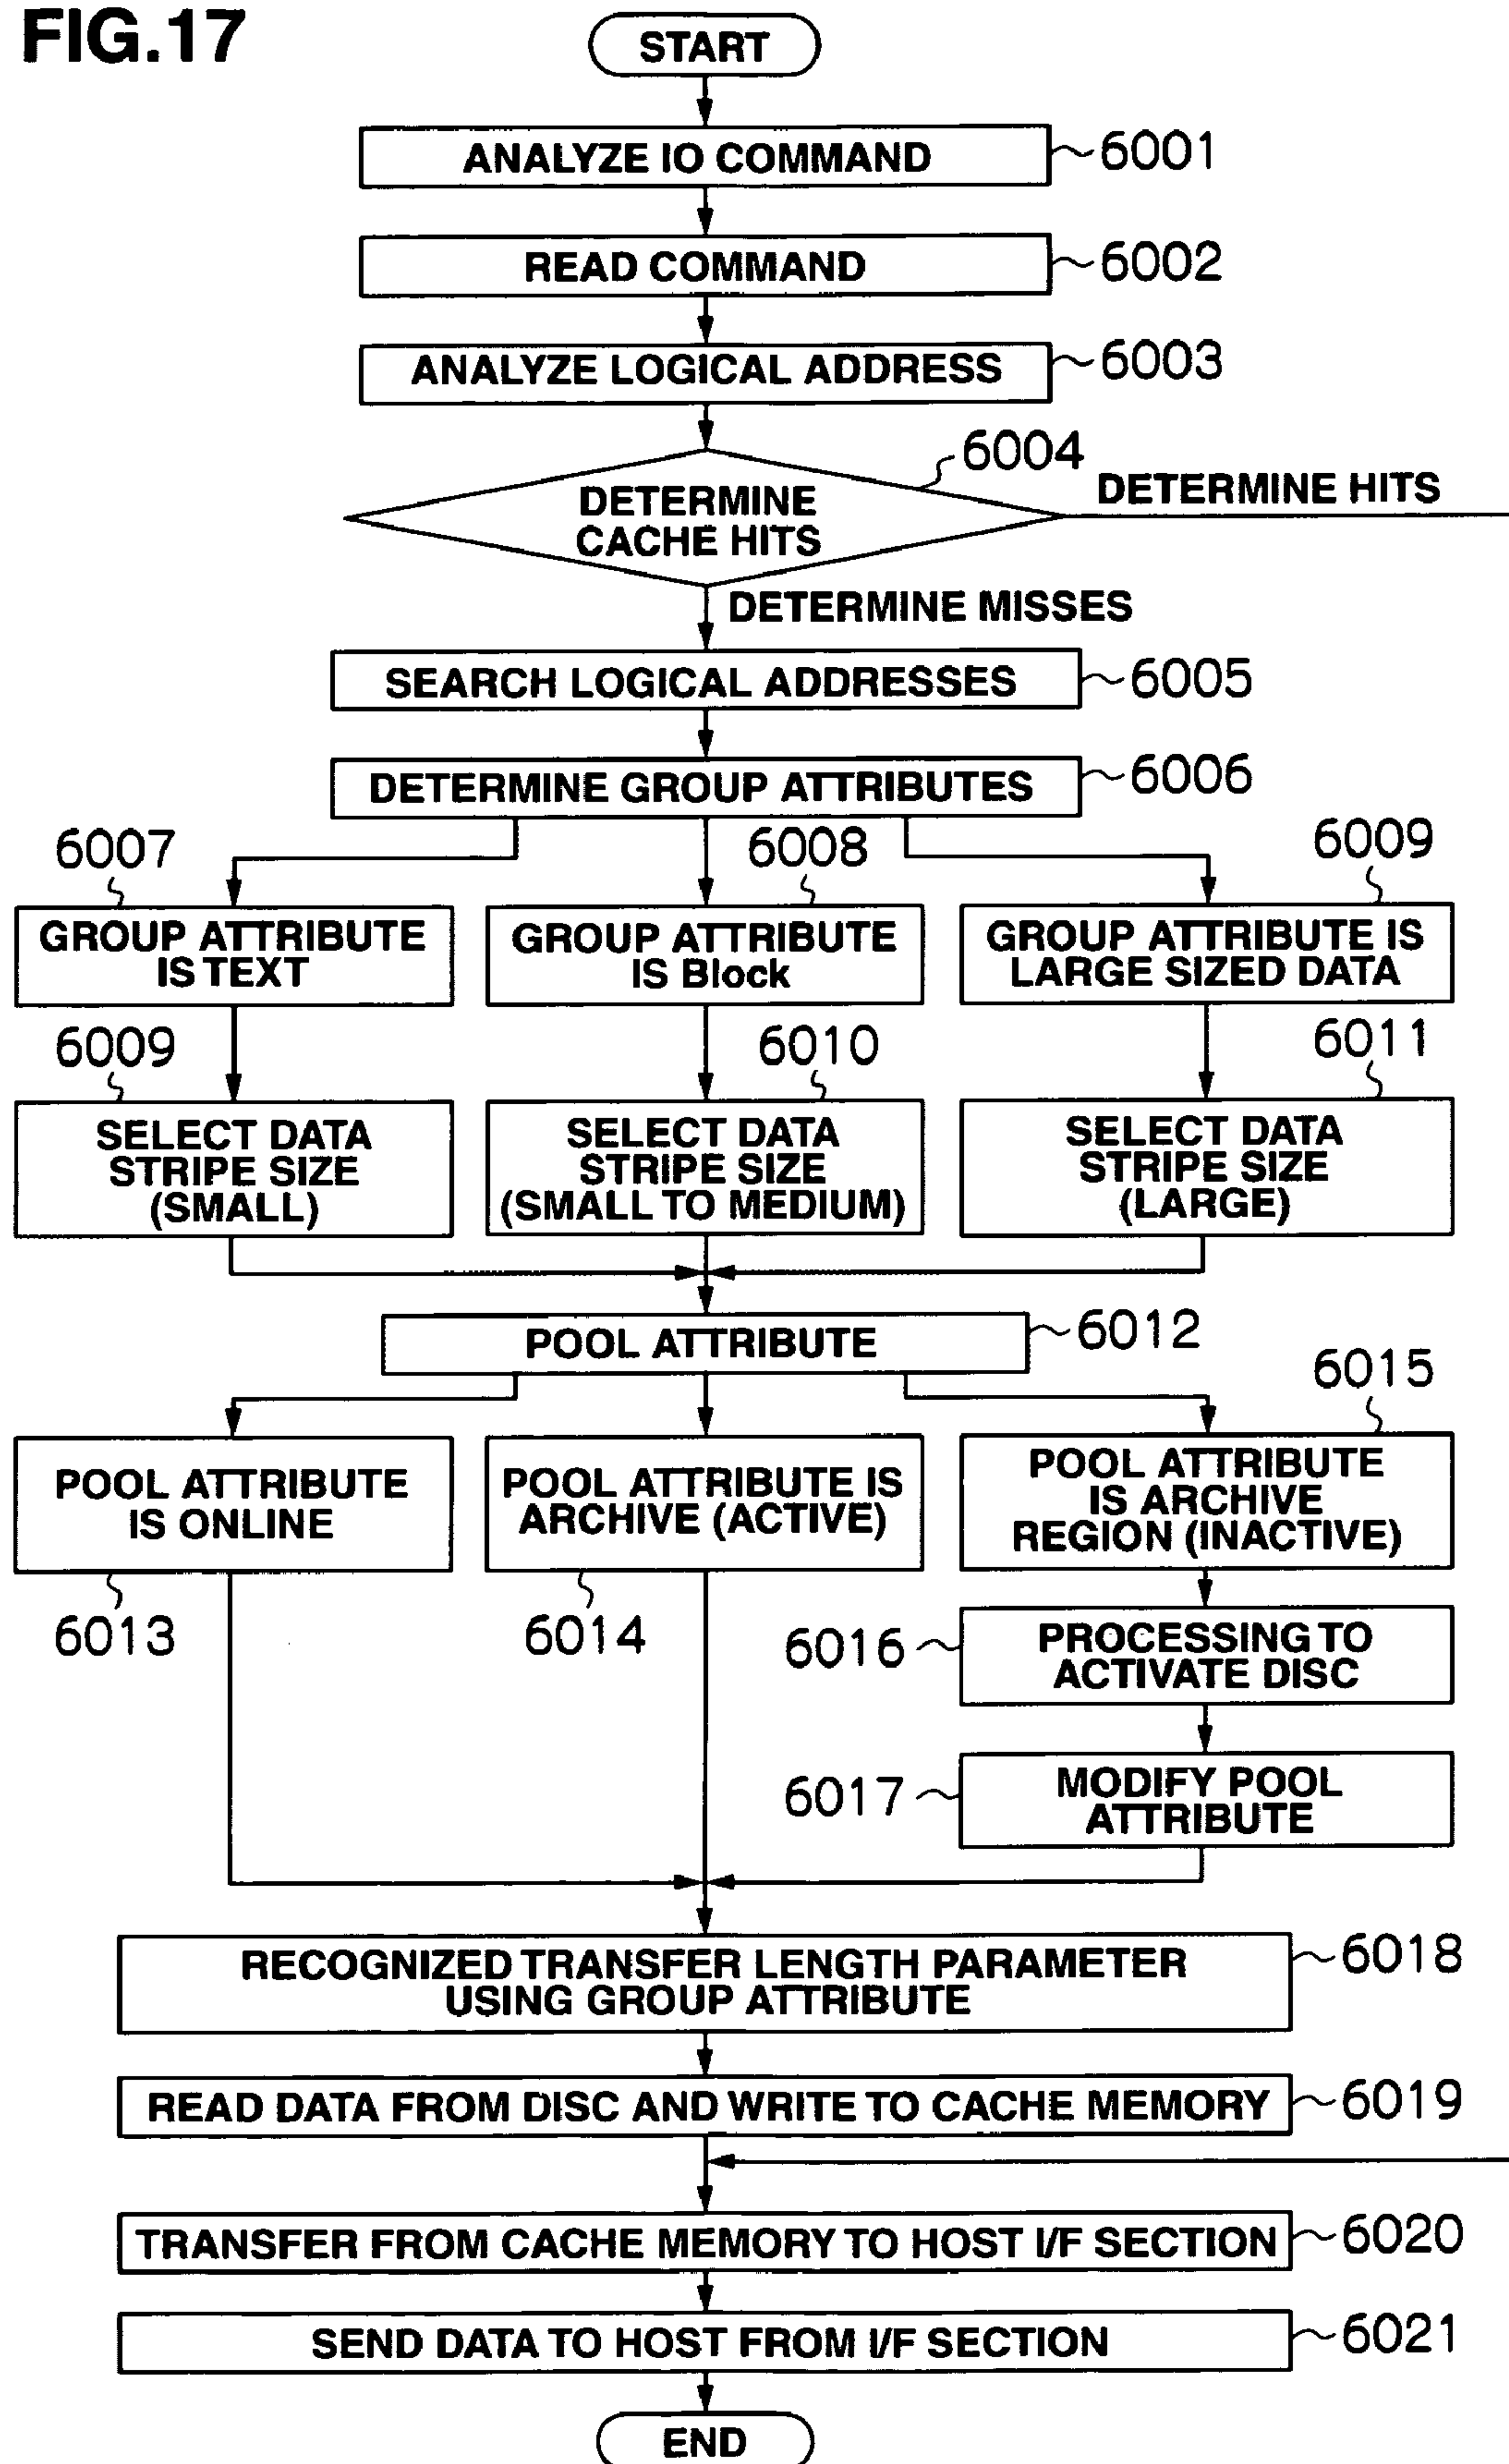 FIG.17
START
ANALYZE IO COMMAND
6001
READ COMMAND
6002
ANALYZE LOGICAL ADDRESS
6003
6004
DETERMINE
CACHE HITS
DETERMINE HITS
DETERMINE MISSES
SEARCH LOGICAL ADDRESSES
6005
DETERMINE GROUP ATTRIBUTES
6006
6007
6008
6009
GROUP ATTRIBUTE
IS TEXT
GROUP ATTRIBUTE
IS Block
GROUP ATTRIBUTE IS
LARGE SIZED DATA
6009
6010
6011
SELECT DATA
STRIPE SIZE
(SMALL)
SELECT DATA
STRIPE SIZE
(SMALL TO MEDIUM)
SELECT DATA
STRIPE SIZE
(LARGE)
POOL ATTRIBUTE
6012
6015
POOL ATTRIBUTE
IS ONLINE
POOL ATTRIBUTE IS
ARCHIVE (ACTIVE)
POOL ATTRIBUTE
IS ARCHIVE
REGION (INACTIVE)
6013
6014
6016
PROCESSING TO
ACTIVATE DISC
6017
MODIFY POOL
ATTRIBUTE
RECOGNIZED TRANSFER LENGTH PARAMETER
USING GROUP ATTRIBUTE
6018
READ DATA FROM DISC AND WRITE TO CACHE MEMORY
6019
TRANSFER FROM CACHE MEMORY TO HOST I/F SECTION
6020
SEND DATA TO HOST FROM I/F SECTION
6021
END